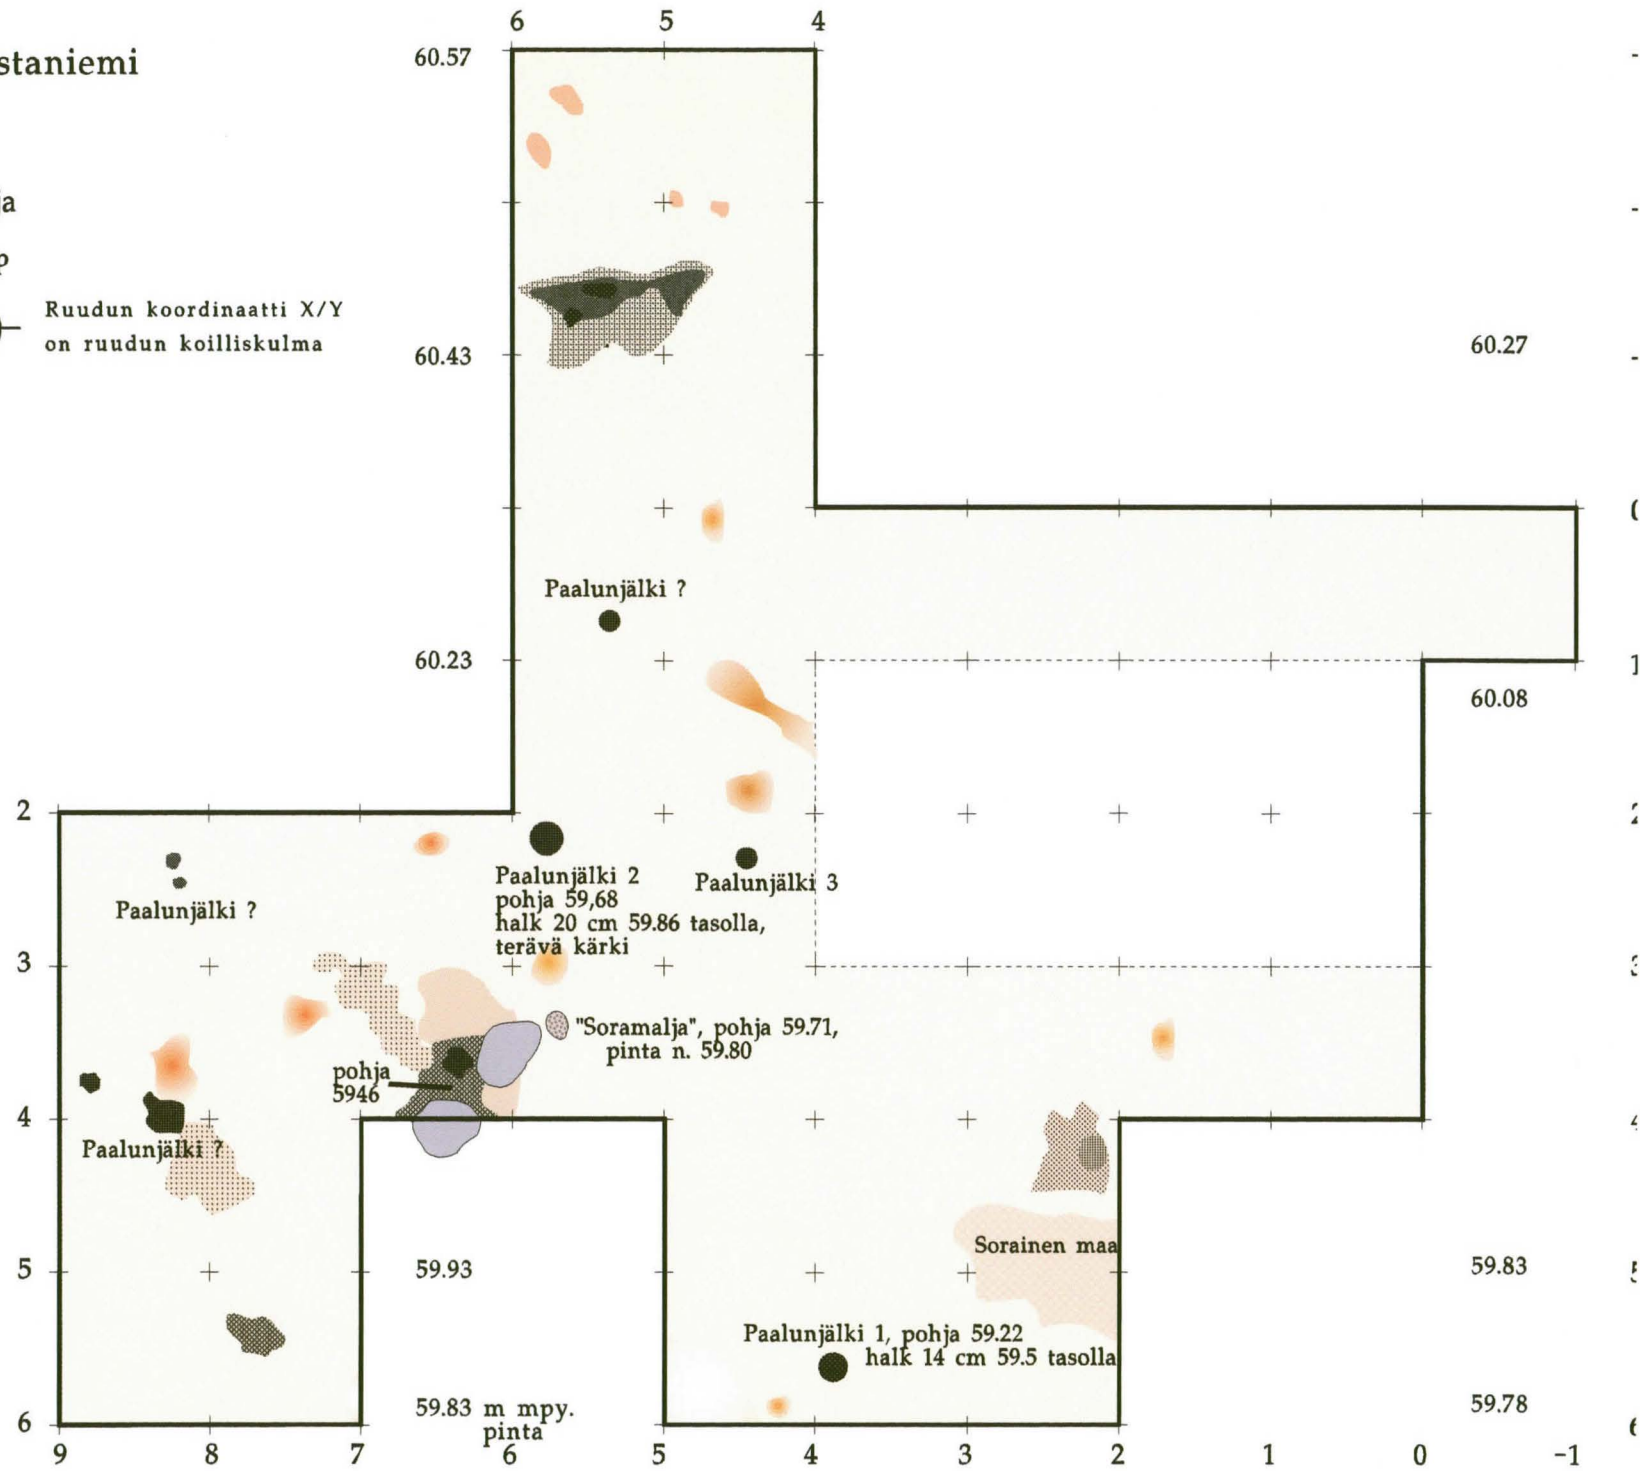 6 5 4
staniemi
60.57
a
P
Ruudun koordinaatti X/Y
on ruudun koilliskulma
60.43
60.27
Paalunjälki ?
60.23
60.08
2
Paalunjälki 2
pohja 59,68
halk 20 cm 59.86 tasolla,
terävä kärki
Paalunjälki 3
Paalunjälki ?
3
"Soramalja", pohja 59.71,
pinta n. 59.80
pohja
5946
4
Paalunjälki ?
Sorainen maa
5
59.93
59.83
Paalunjälki 1, pohja 59.22
halk 14 cm 59.5 tasolla
59.83 m mpy.
pinta
59.78
6
9 8 7 6 5 4 3 2 1 0 -1